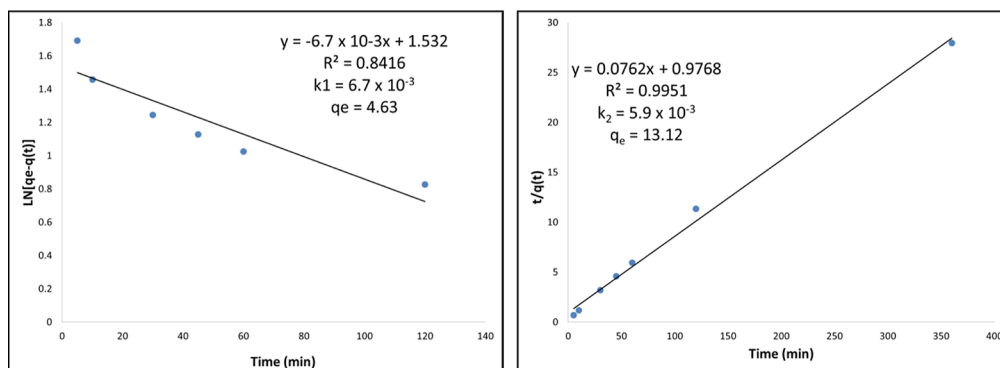 1.8
1.6
1.4
1.2
1
0.8
0.6
0.4
0.2
0
LN[qe-q(t)]
y = -6.7 x 10-3x + 1.532
R² = 0.8416
k1 = 6.7 x 10⁻³
qe = 4.63
0 20 40 60 80 100 120 140
Time (min)
30
25
20
15
10
5
0
t/q(t)
y = 0.0762x + 0.9768
R² = 0.9951
k₂ = 5.9 x 10⁻³
qₑ = 13.12
0 50 100 150 200 250 300 350 400
Time (min)